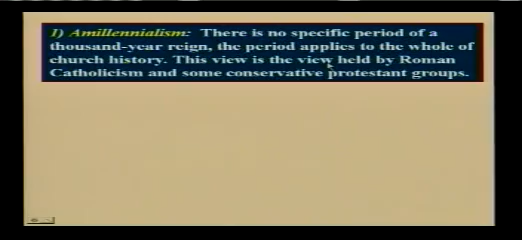 1) Amillennialism: There is no specific period of a
thousand-year reign, the period applies to the whole of
church history. This view is the view held by Roman
Catholicism and some conservative protestant groups.